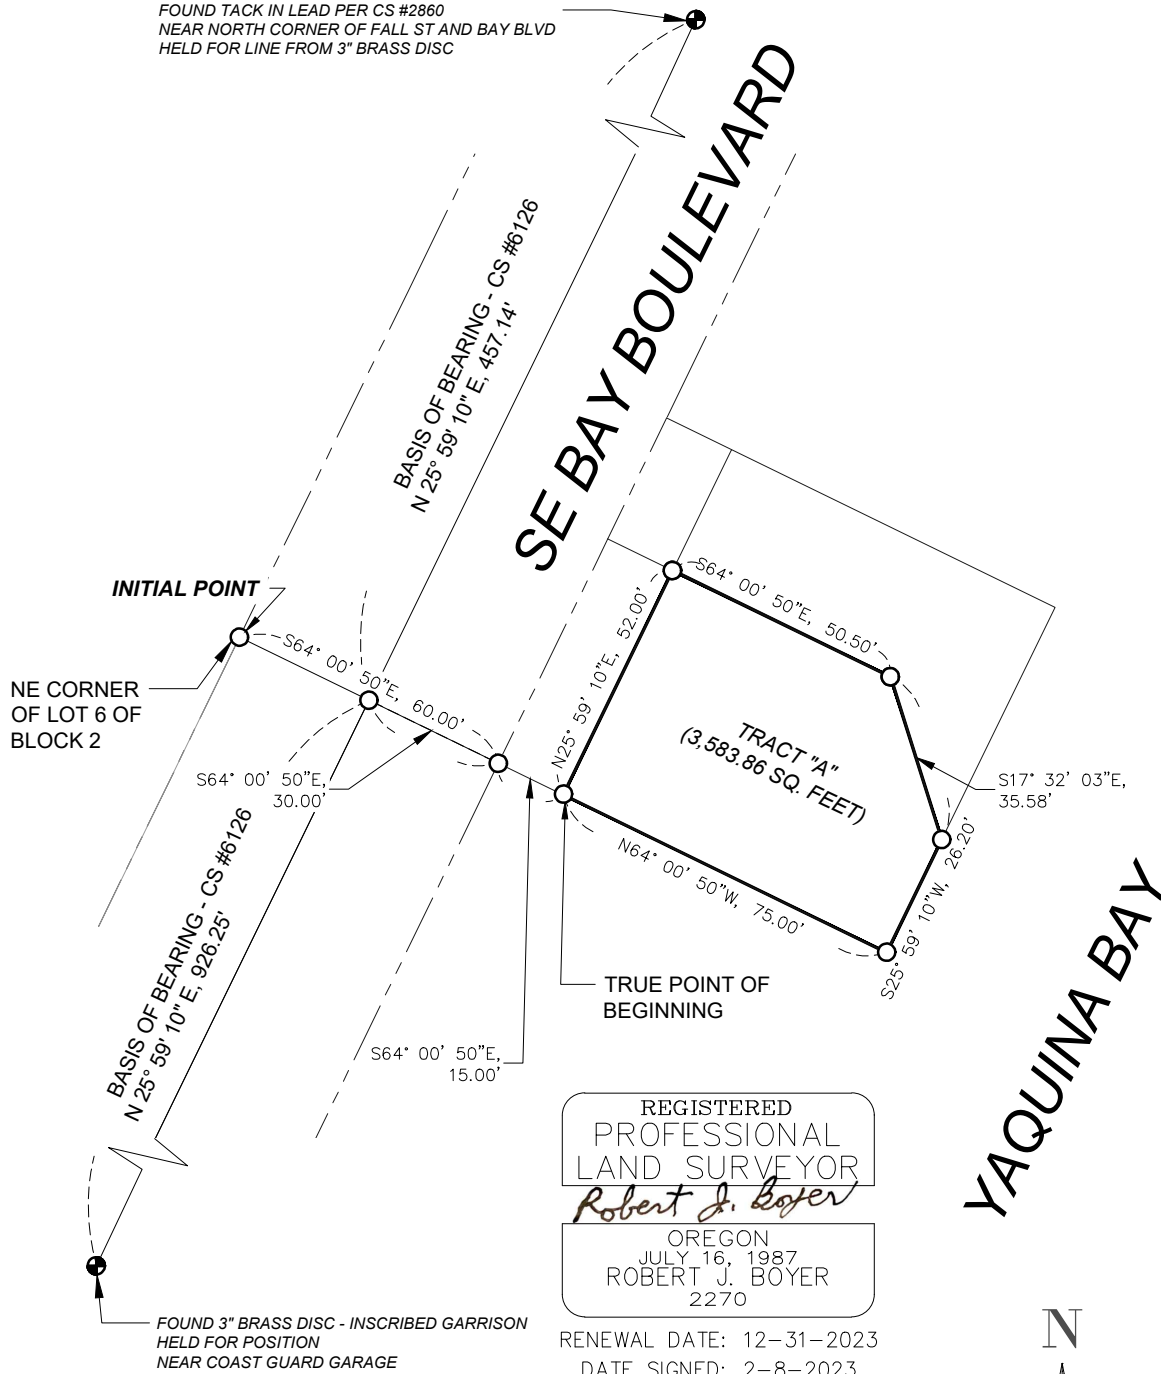 FOUND TACK IN LEAD PER CS #2860
NEAR NORTH CORNER OF FALL ST AND BAY BLVD
HELD FOR LINE FROM 3" BRASS DISC
SE BAY BOULEVARD
BASIS OF BEARING - CS #6126
N 25° 59' 10" E, 457.14'
INITIAL POINT
NE CORNER
OF LOT 6 OF
BLOCK 2
S64° 00' 50"E, 60.00'
S64° 00' 50"E,
30.00'
N25° 59' 10"E, 52.00'
S64° 00' 50"E, 50.50'
TRACT "A"
(3,583.86 SQ. FEET)
S17° 32' 03"E,
35.58'
S25° 59' 10"W, 26.20'
N64° 00' 50"W, 75.00'
TRUE POINT OF
BEGINNING
S64° 00' 50"E,
15.00'
BASIS OF BEARING - CS #6126
N 25° 59' 10" E, 926.25'
YAQUINA BAY
REGISTERED
PROFESSIONAL
LAND SURVEYOR
Robert J. Boyer
OREGON
JULY 16, 1987
ROBERT J. BOYER
2270
RENEWAL DATE: 12-31-2023
DATE SIGNED: 2-8-2023
FOUND 3" BRASS DISC - INSCRIBED GARRISON
HELD FOR POSITION
NEAR COAST GUARD GARAGE
N